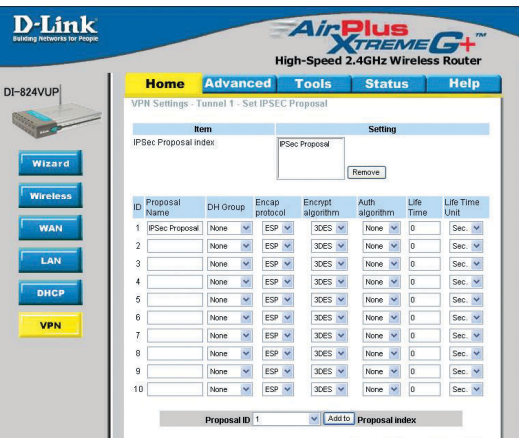 D-Link
Building Networks for People
AirPlus
XTREME G+™
High-Speed 2.4GHz Wireless Router
DI-824VUP
Home Advanced Tools Status Help
VPN Settings - Tunnel 1 - Set IPSEC Proposal
Item Setting
IPSec Proposal index
IPSec Proposal
Remove
Wizard
Wireless
WAN
LAN
DHCP
VPN
ID Proposal Name DH Group Encap protocol Encrypt algorithm Auth algorithm Life Time Life Time Unit
1 IPSec Proposal None ESP 3DES None 0 Sec.
2 None ESP 3DES None 0 Sec.
3 None ESP 3DES None 0 Sec.
4 None ESP 3DES None 0 Sec.
5 None ESP 3DES None 0 Sec.
6 None ESP 3DES None 0 Sec.
7 None ESP 3DES None 0 Sec.
8 None ESP 3DES None 0 Sec.
9 None ESP 3DES None 0 Sec.
10 None ESP 3DES None 0 Sec.
Proposal ID 1 Add to Proposal index